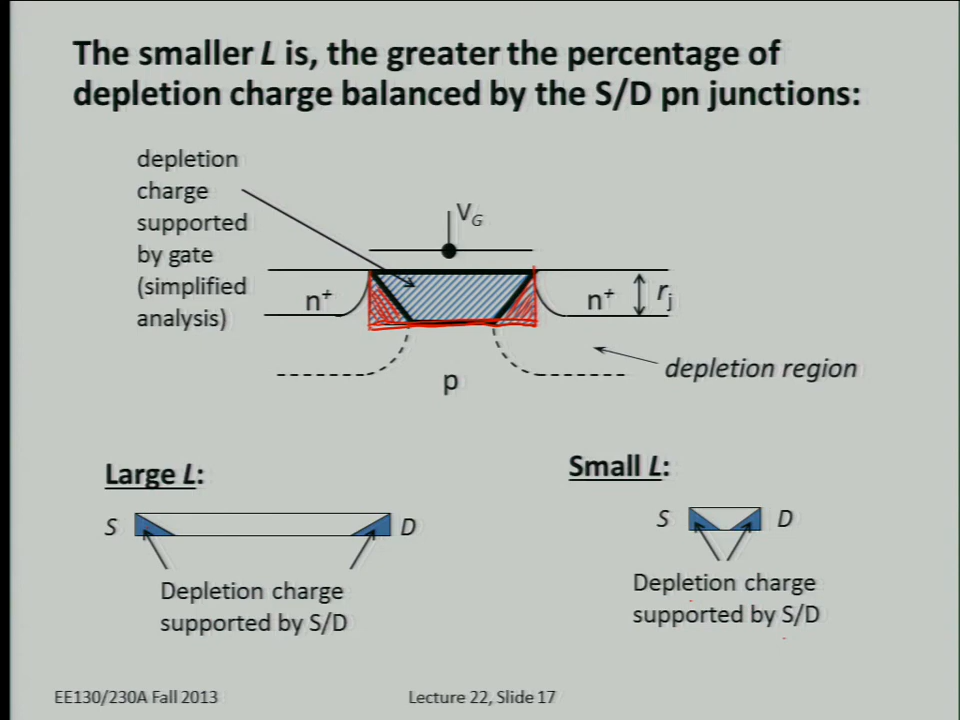 The smaller L is, the greater the percentage of
depletion charge balanced by the S/D pn junctions:
depletion
charge
supported
by gate
(simplified
analysis)
VG
n+
n+
rj
depletion region
p
Large L:
S
D
Depletion charge
supported by S/D
Small L:
S
D
Depletion charge
supported by S/D
EE130/230A Fall 2013
Lecture 22, Slide 17